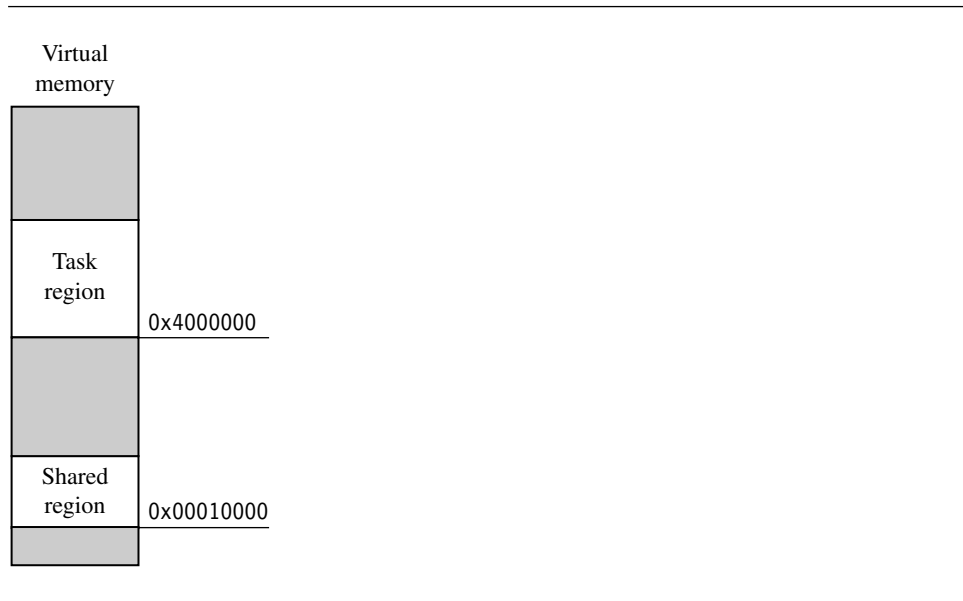 Virtual
memory
Task
region
0x4000000
Shared
region
0x00010000